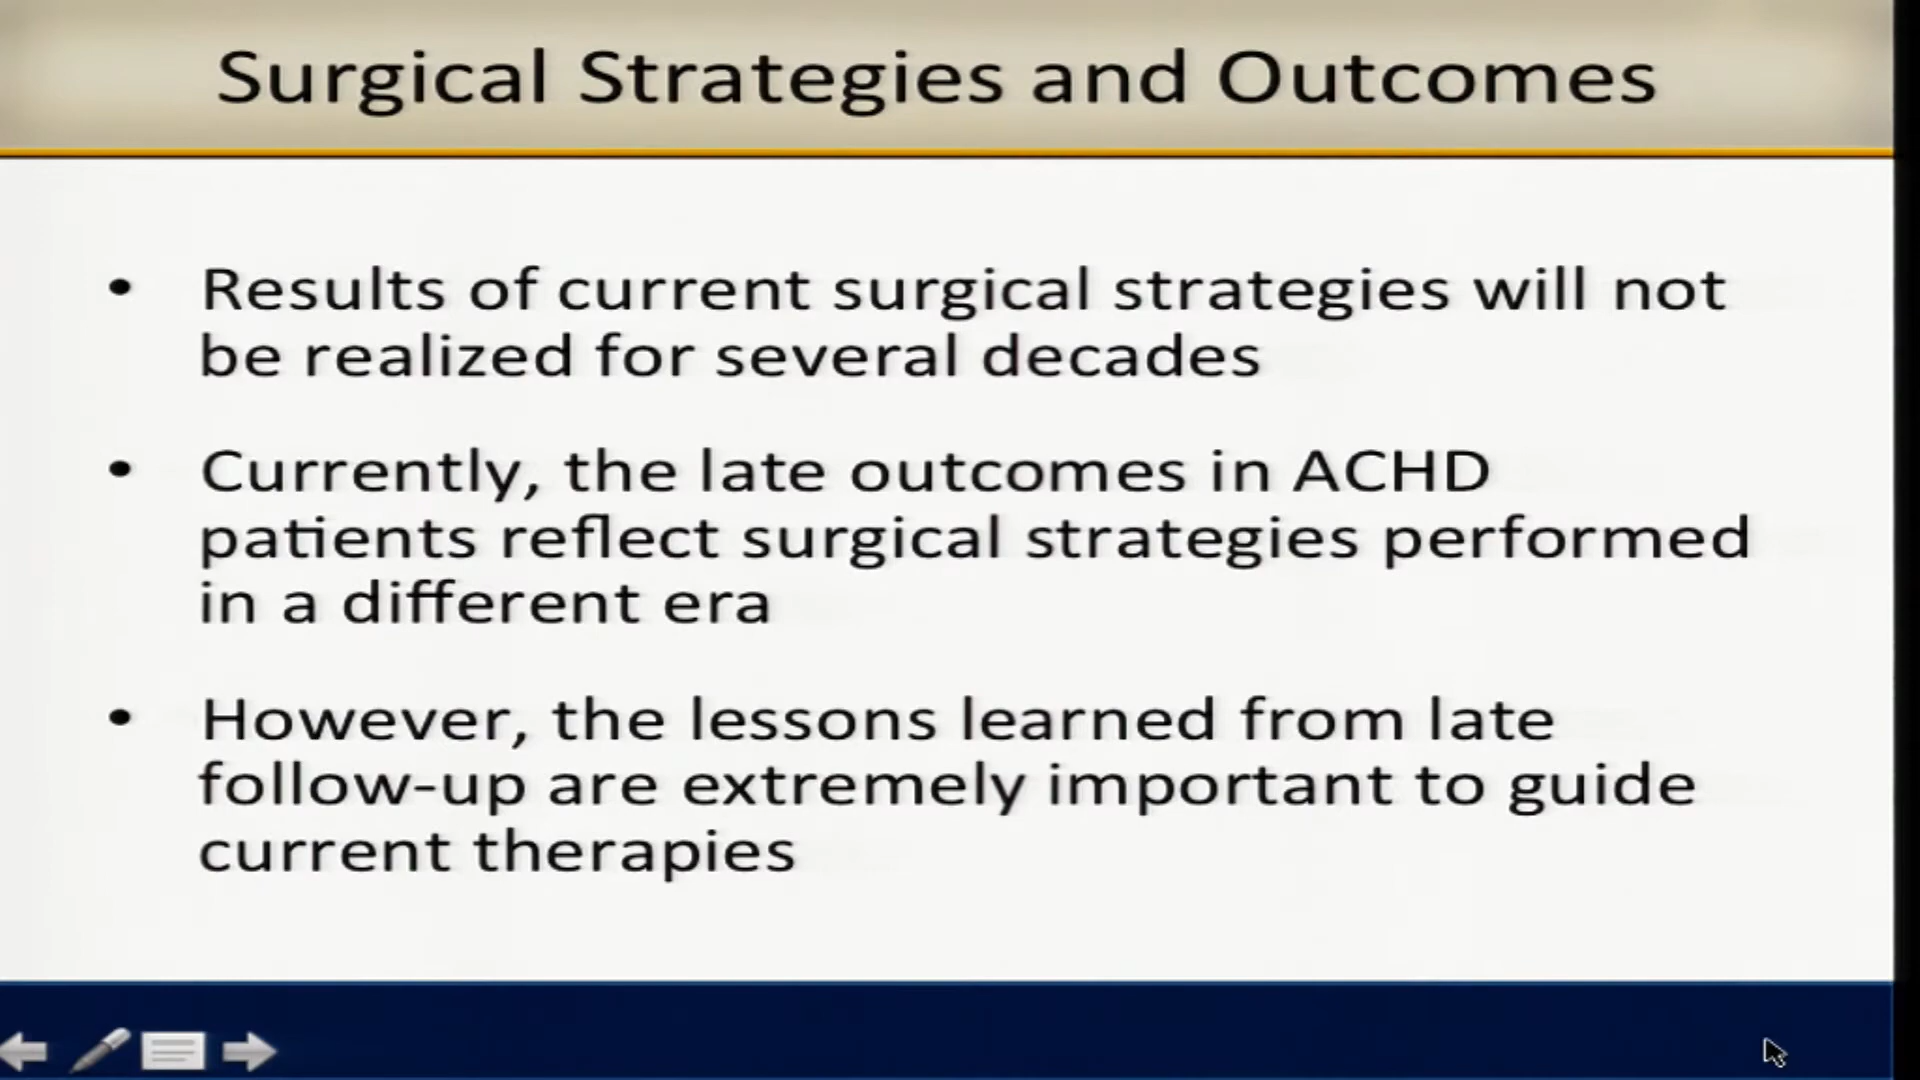 Surgical Strategies and Outcomes
• Results of current surgical strategies will not
be realized for several decades
• Currently, the late outcomes in ACHD
patients reflect surgical strategies performed
in a different era
• However, the lessons learned from late
follow-up are extremely important to guide
current therapies